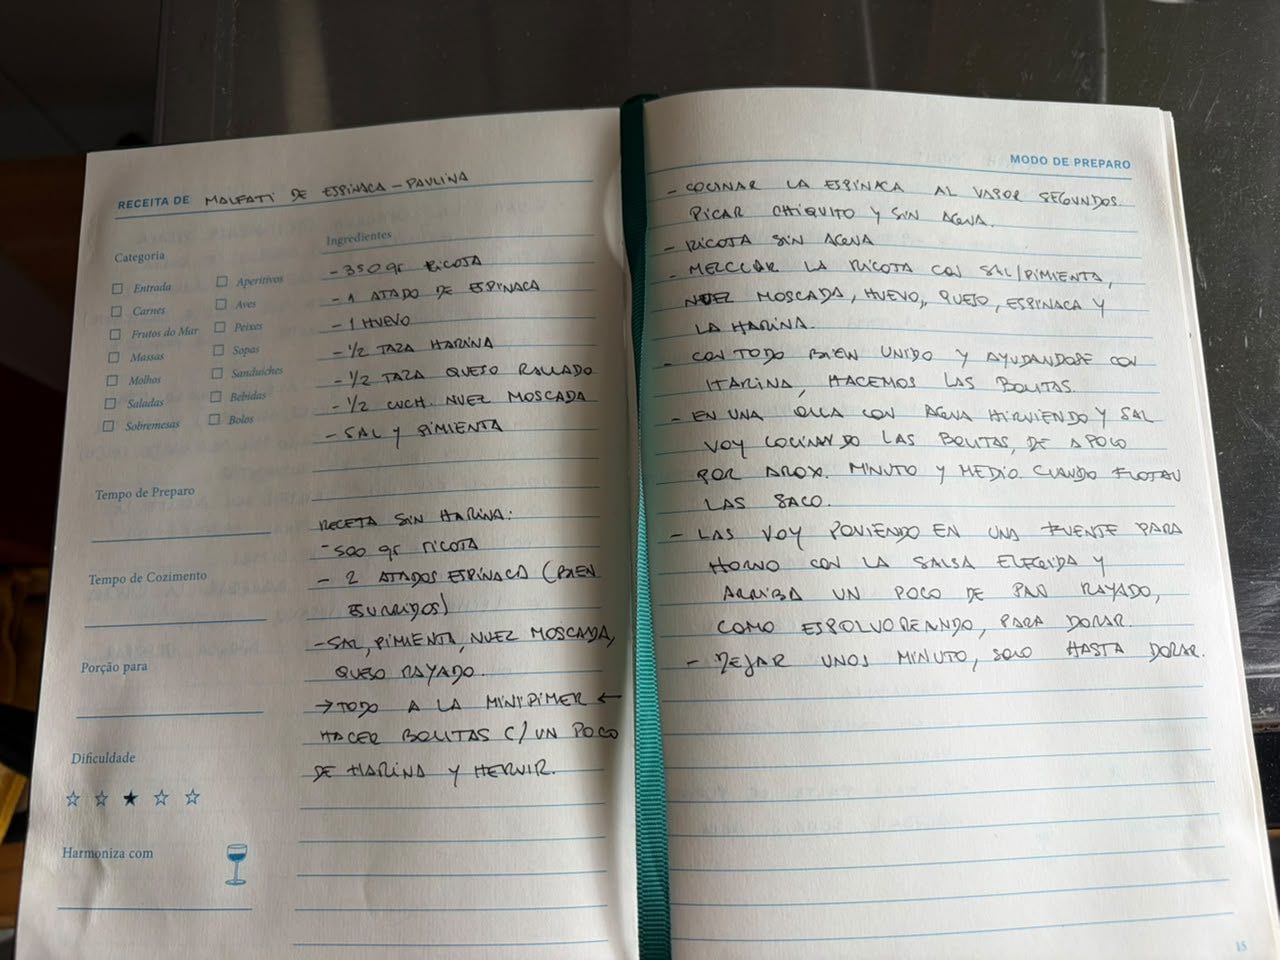 RECEITA DE MALFATI DE ESPINACA - PAULINA
Categoria
Entrada
Aperitivos
Carnes
Aves
Frutos do Mar
Peixes
Massas
Sopas
Molhos
Sanduiches
Saladas
Bebidas
Sobremesas
Bolos
Tempo de Preparo
Tempo de Cozimento
Porção para
Dificuldade
Harmoniza com
Ingredientes
- 350 gr RICOTA
- 1 ATADO DE ESPINACA
- 1 HUEVO
- 1/2 TAZA HARINA
- 1/2 TAZA QUESO RALLADO
- 1/2 CUCH. NUEZ MOSCADA
- SAL Y PIMIENTA
RECETA SIN HARINA:
- 500 gr RICOTA
- 2 ATADOS ESPINACA (BIEN
ESURRIDOS)
- SAL, PIMIENTA, NUEZ MOSCADA,
QUESO RAYADO.
→ TODO A LA MINIPIMER ←
HACER BOLITAS C/ UN POCO
DE HARINA Y HERVIR.
MODO DE PREPARO
- COCINAR LA ESPINACA AL VAPOR SEGUNDOS.
PICAR CHIQUITO Y SIN AGUA.
- RICOTA SIN AGUA
- MEZCLAR LA RICOTA CON SAL/PIMIENTA,
NUEZ MOSCADA, HUEVO, QUESO, ESPINACA Y
LA HARINA.
- CON TODO BIEN UNIDO Y AYUDANDOSE CON
HARINA, HACEMOS LAS BOLITAS.
- EN UNA OLLA CON AGUA HIRVIENDO Y SAL
VOY COCINANDO LAS BOLITAS, DE A POCO
POR APOX. MINUTO Y MEDIO. CUANDO FLOTAN
LAS SACO.
- LAS VOY PONIENDO EN UNA FUENTE PARA
HORNO CON LA SALSA ELEGIDA Y
ARRIBA UN POCO DE PAN RAYADO,
COMO ESPOLVOREANDO, PARA DORAR.
- DEJAR UNOS MINUTO, SOLO HASTA DORAR.
15